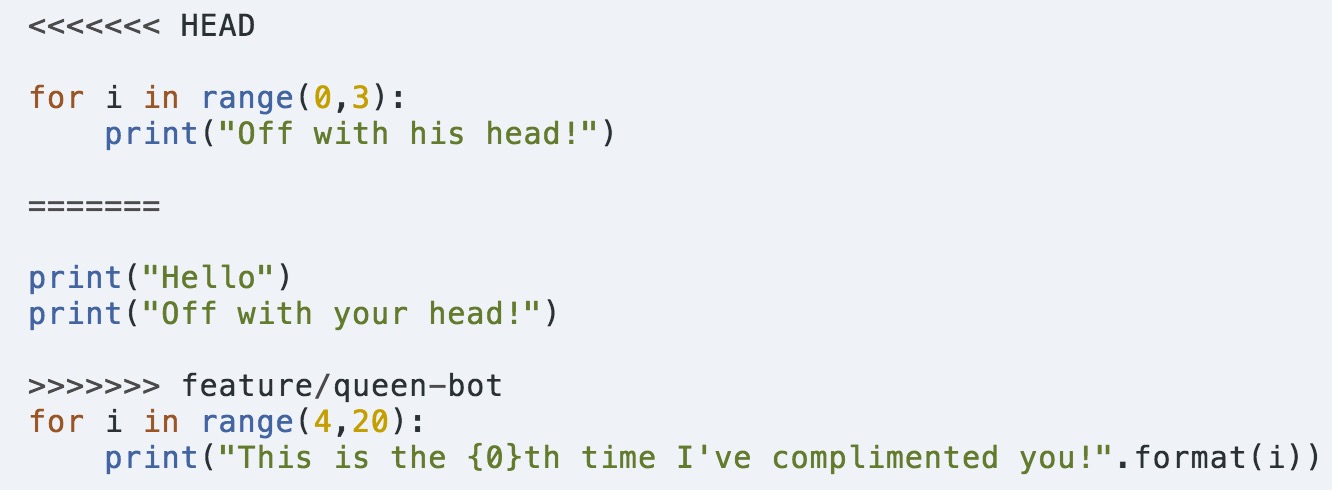 <<<<<<< HEAD
for i in range(0,3):
    print("Off with his head!")
=======
print("Hello")
print("Off with your head!")
>>>>>>> feature/queen-bot
for i in range(4,20):
    print("This is the {0}th time I've complimented you!".format(i))